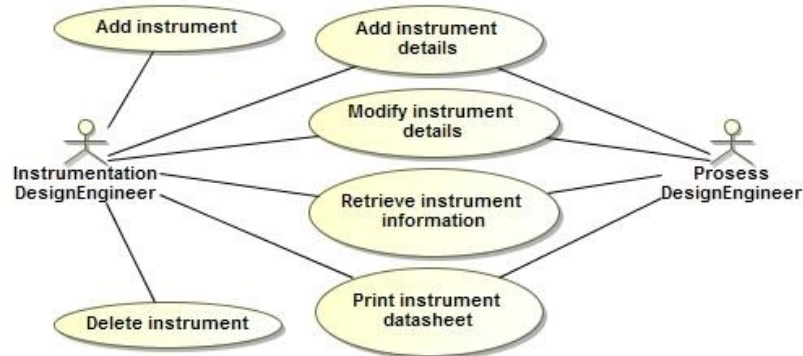 Add instrument
Add instrument
details
Modify instrument
details
Instrumentation
DesignEngineer
Prosess
DesignEngineer
Retrieve instrument
information
Delete instrument
Print instrument
datasheet